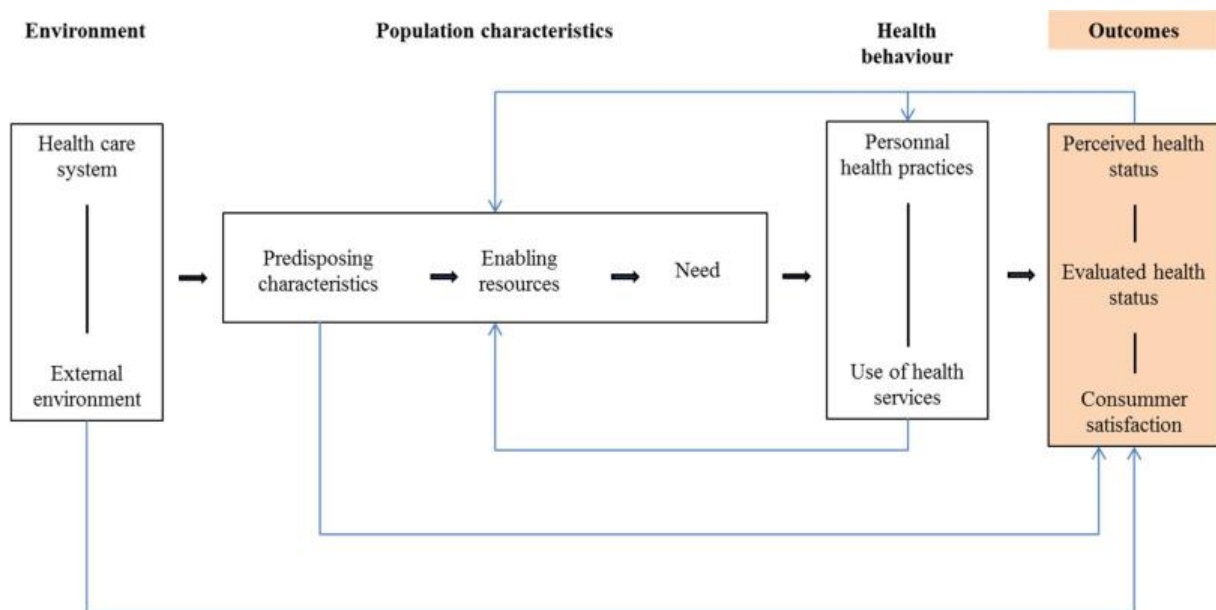 Environment
Population characteristics
Health
behaviour
Outcomes
Health care
system
External
environment
Predisposing
characteristics
Enabling
resources
Need
Personnal
health practices
Use of health
services
Perceived health
status
Evaluated health
status
Consummer
satisfaction